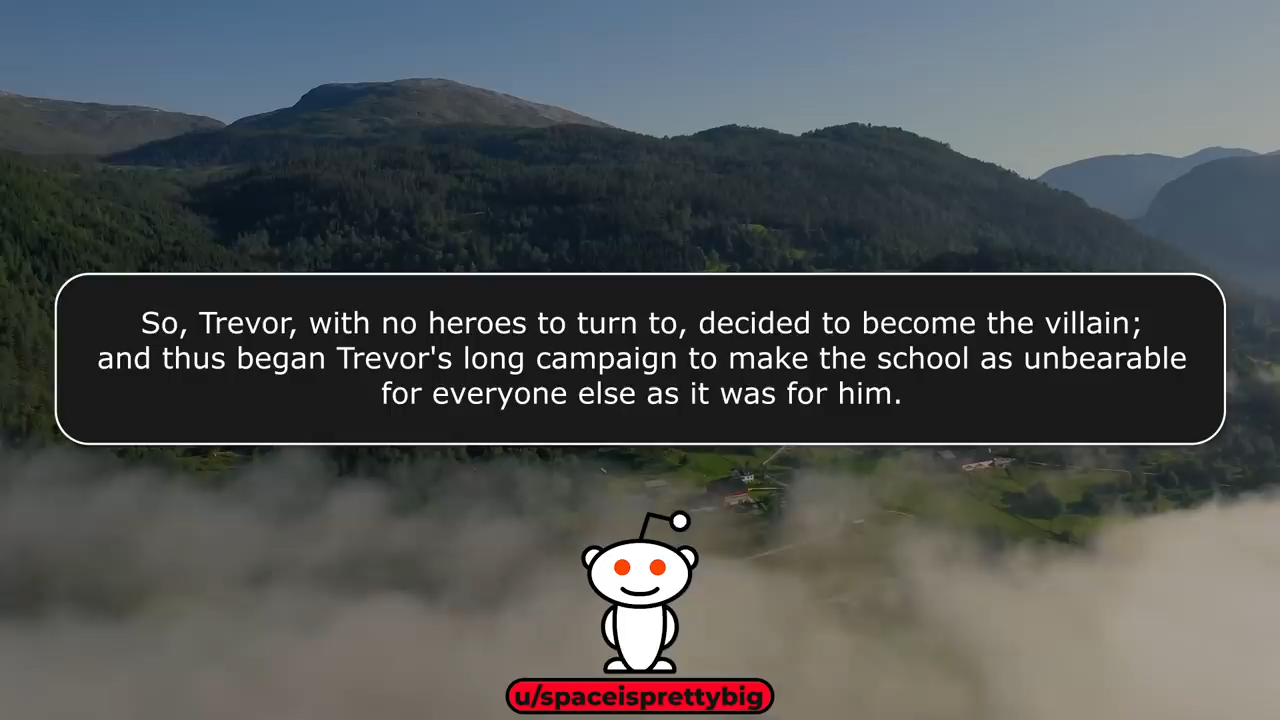 So, Trevor, with no heroes to turn to, decided to become the villain;
and thus began Trevor's long campaign to make the school as unbearable
for everyone else as it was for him.
u/spaceisprettybig